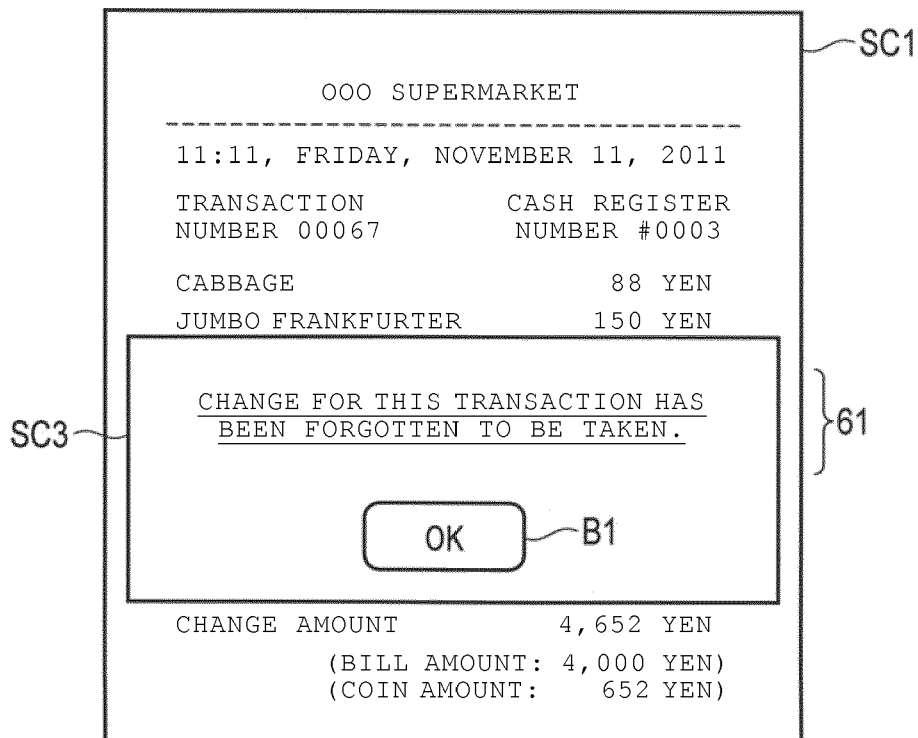 SC1
OOO SUPERMARKET
11:11, FRIDAY, NOVEMBER 11, 2011
TRANSACTION CASH REGISTER
NUMBER 00067 NUMBER #0003
CABBAGE 88 YEN
JUMBO FRANKFURTER 150 YEN
CHANGE FOR THIS TRANSACTION HAS
BEEN FORGOTTEN TO BE TAKEN.
61
SC3
OK
B1
CHANGE AMOUNT 4,652 YEN
(BILL AMOUNT: 4,000 YEN)
(COIN AMOUNT: 652 YEN)